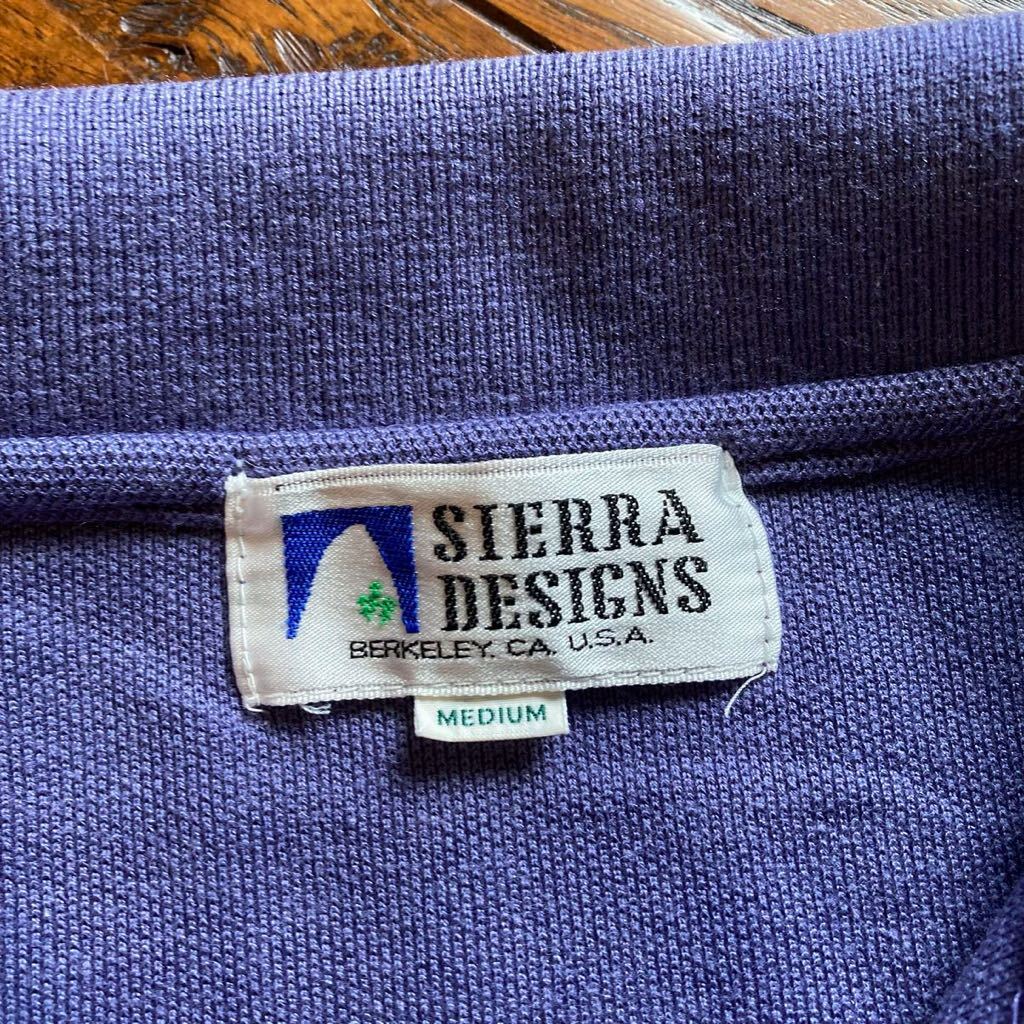 SIERRA
DESIGNS
BERKELEY. CA. U.S.A.
MEDIUM